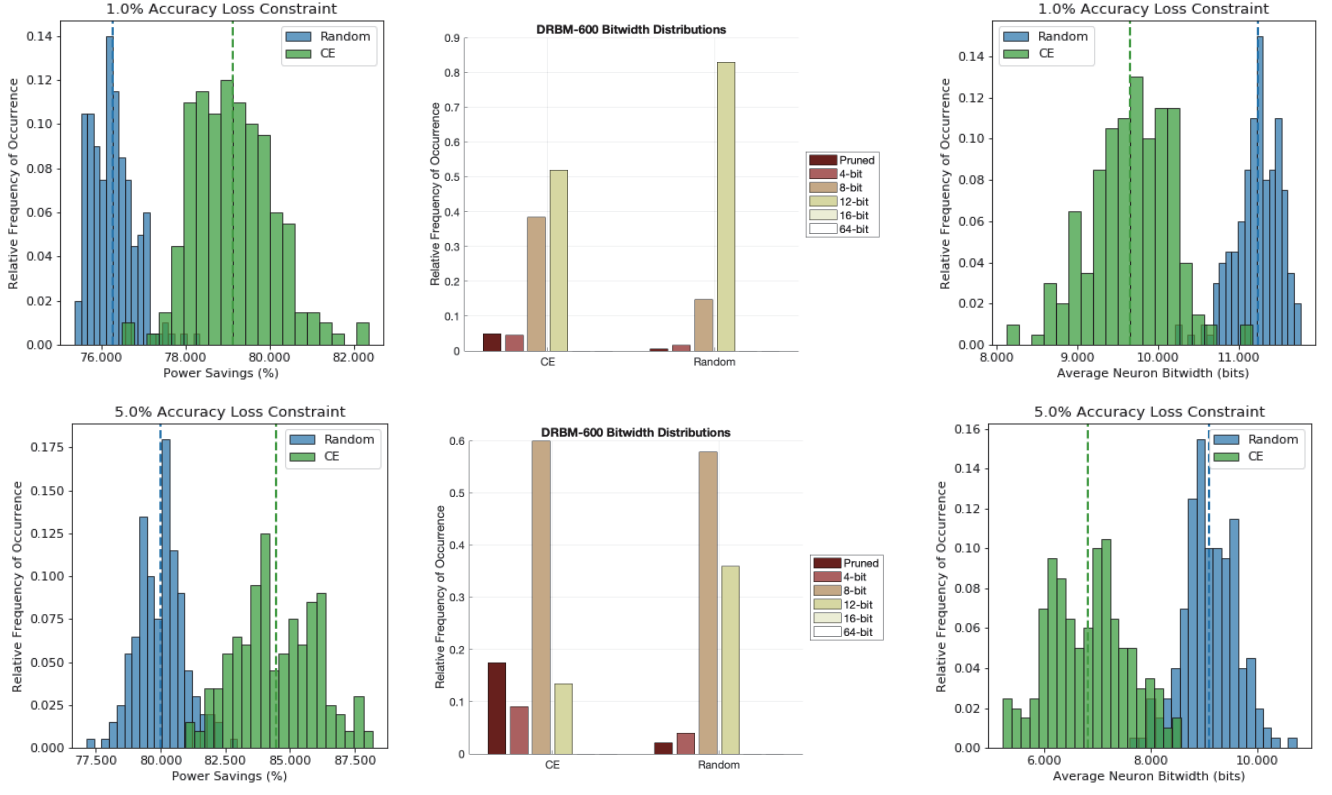 1.0% Accuracy Loss Constraint
Relative Frequency of Occurrence
0.14
0.12
0.10
0.08
0.06
0.04
0.02
0.00
Random
CE
76.000
78.000
80.000
82.000
Power Savings (%)
DRBM-600 Bitwidth Distributions
Relative Frequency of Occurrence
0.9
0.8
0.7
0.6
0.5
0.4
0.3
0.2
0.1
0
CE
Random
Pruned
4-bit
8-bit
12-bit
16-bit
64-bit
1.0% Accuracy Loss Constraint
Relative Frequency of Occurrence
0.14
0.12
0.10
0.08
0.06
0.04
0.02
0.00
Random
CE
8.000
9.000
10.000
11.000
Average Neuron Bitwidth (bits)
5.0% Accuracy Loss Constraint
Relative Frequency of Occurrence
0.175
0.150
0.125
0.100
0.075
0.050
0.025
0.000
Random
CE
77.500
80.000
82.500
85.000
87.500
Power Savings (%)
DRBM-600 Bitwidth Distributions
Relative Frequency of Occurrence
0.6
0.5
0.4
0.3
0.2
0.1
0
CE
Random
Pruned
4-bit
8-bit
12-bit
16-bit
64-bit
5.0% Accuracy Loss Constraint
Relative Frequency of Occurrence
0.16
0.14
0.12
0.10
0.08
0.06
0.04
0.02
0.00
Random
CE
6.000
8.000
10.000
Average Neuron Bitwidth (bits)